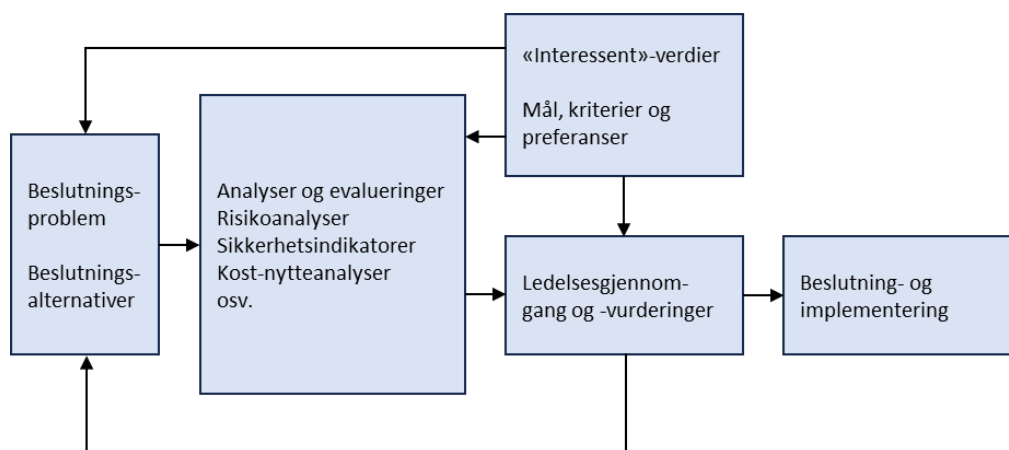 «Interessent»-verdier
Mål, kriterier og
preferanser
Beslutnings-
problem
Beslutnings-
alternativer
Analyser og evalueringer
Risikoanalyser
Sikkerhetsindikatorer
Kost-nytteanalyser
osv.
Ledelsesgjennom-
gang og -vurderinger
Beslutning- og
implementering